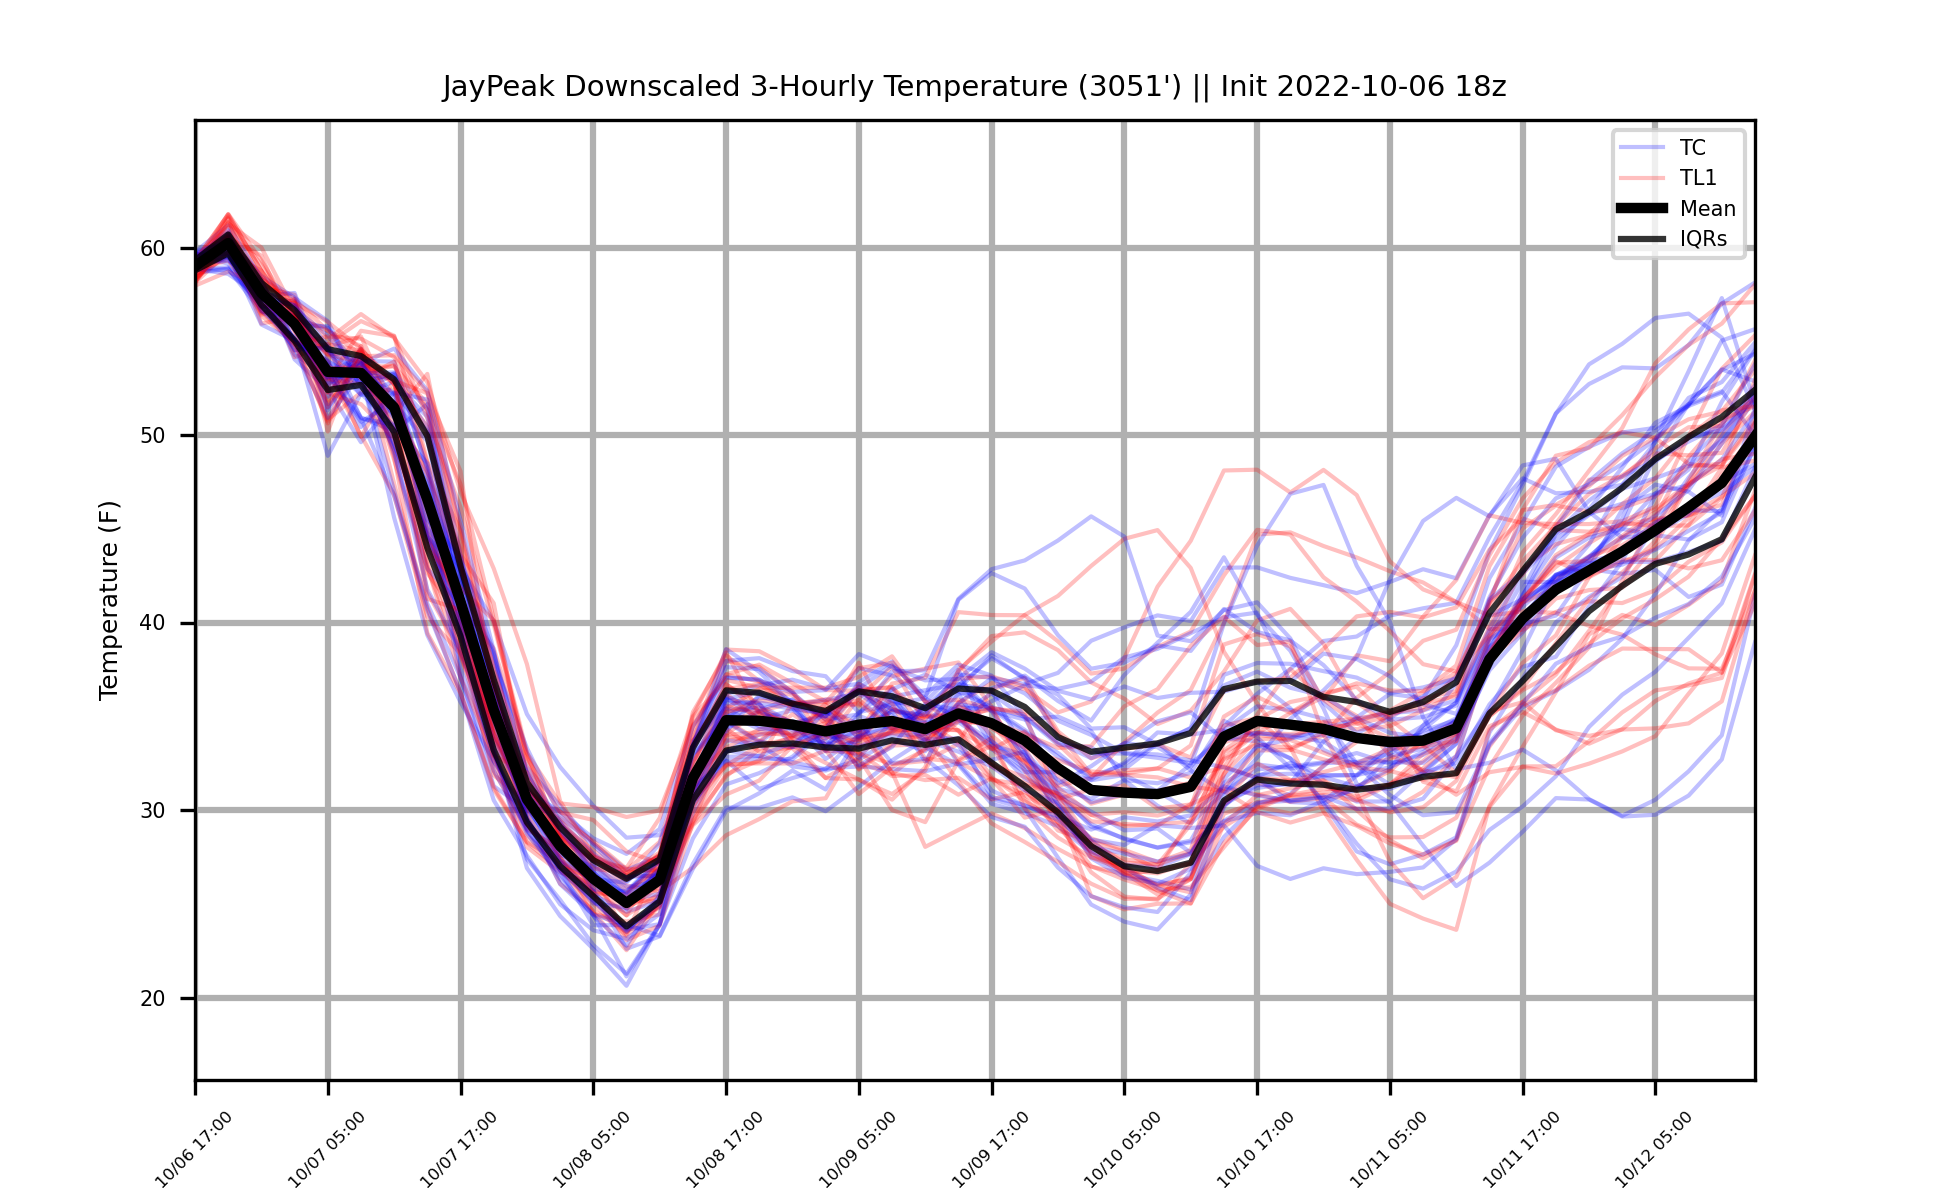 JayPeak Downscaled 3-Hourly Temperature (3051') || Init 2022-10-06 18z
TC
TL1
Mean
IQRs
Temperature (F)
60
50
40
30
20
10/06 17:00
10/07 05:00
10/07 17:00
10/08 05:00
10/08 17:00
10/09 05:00
10/09 17:00
10/10 05:00
10/10 17:00
10/11 05:00
10/11 17:00
10/12 05:00